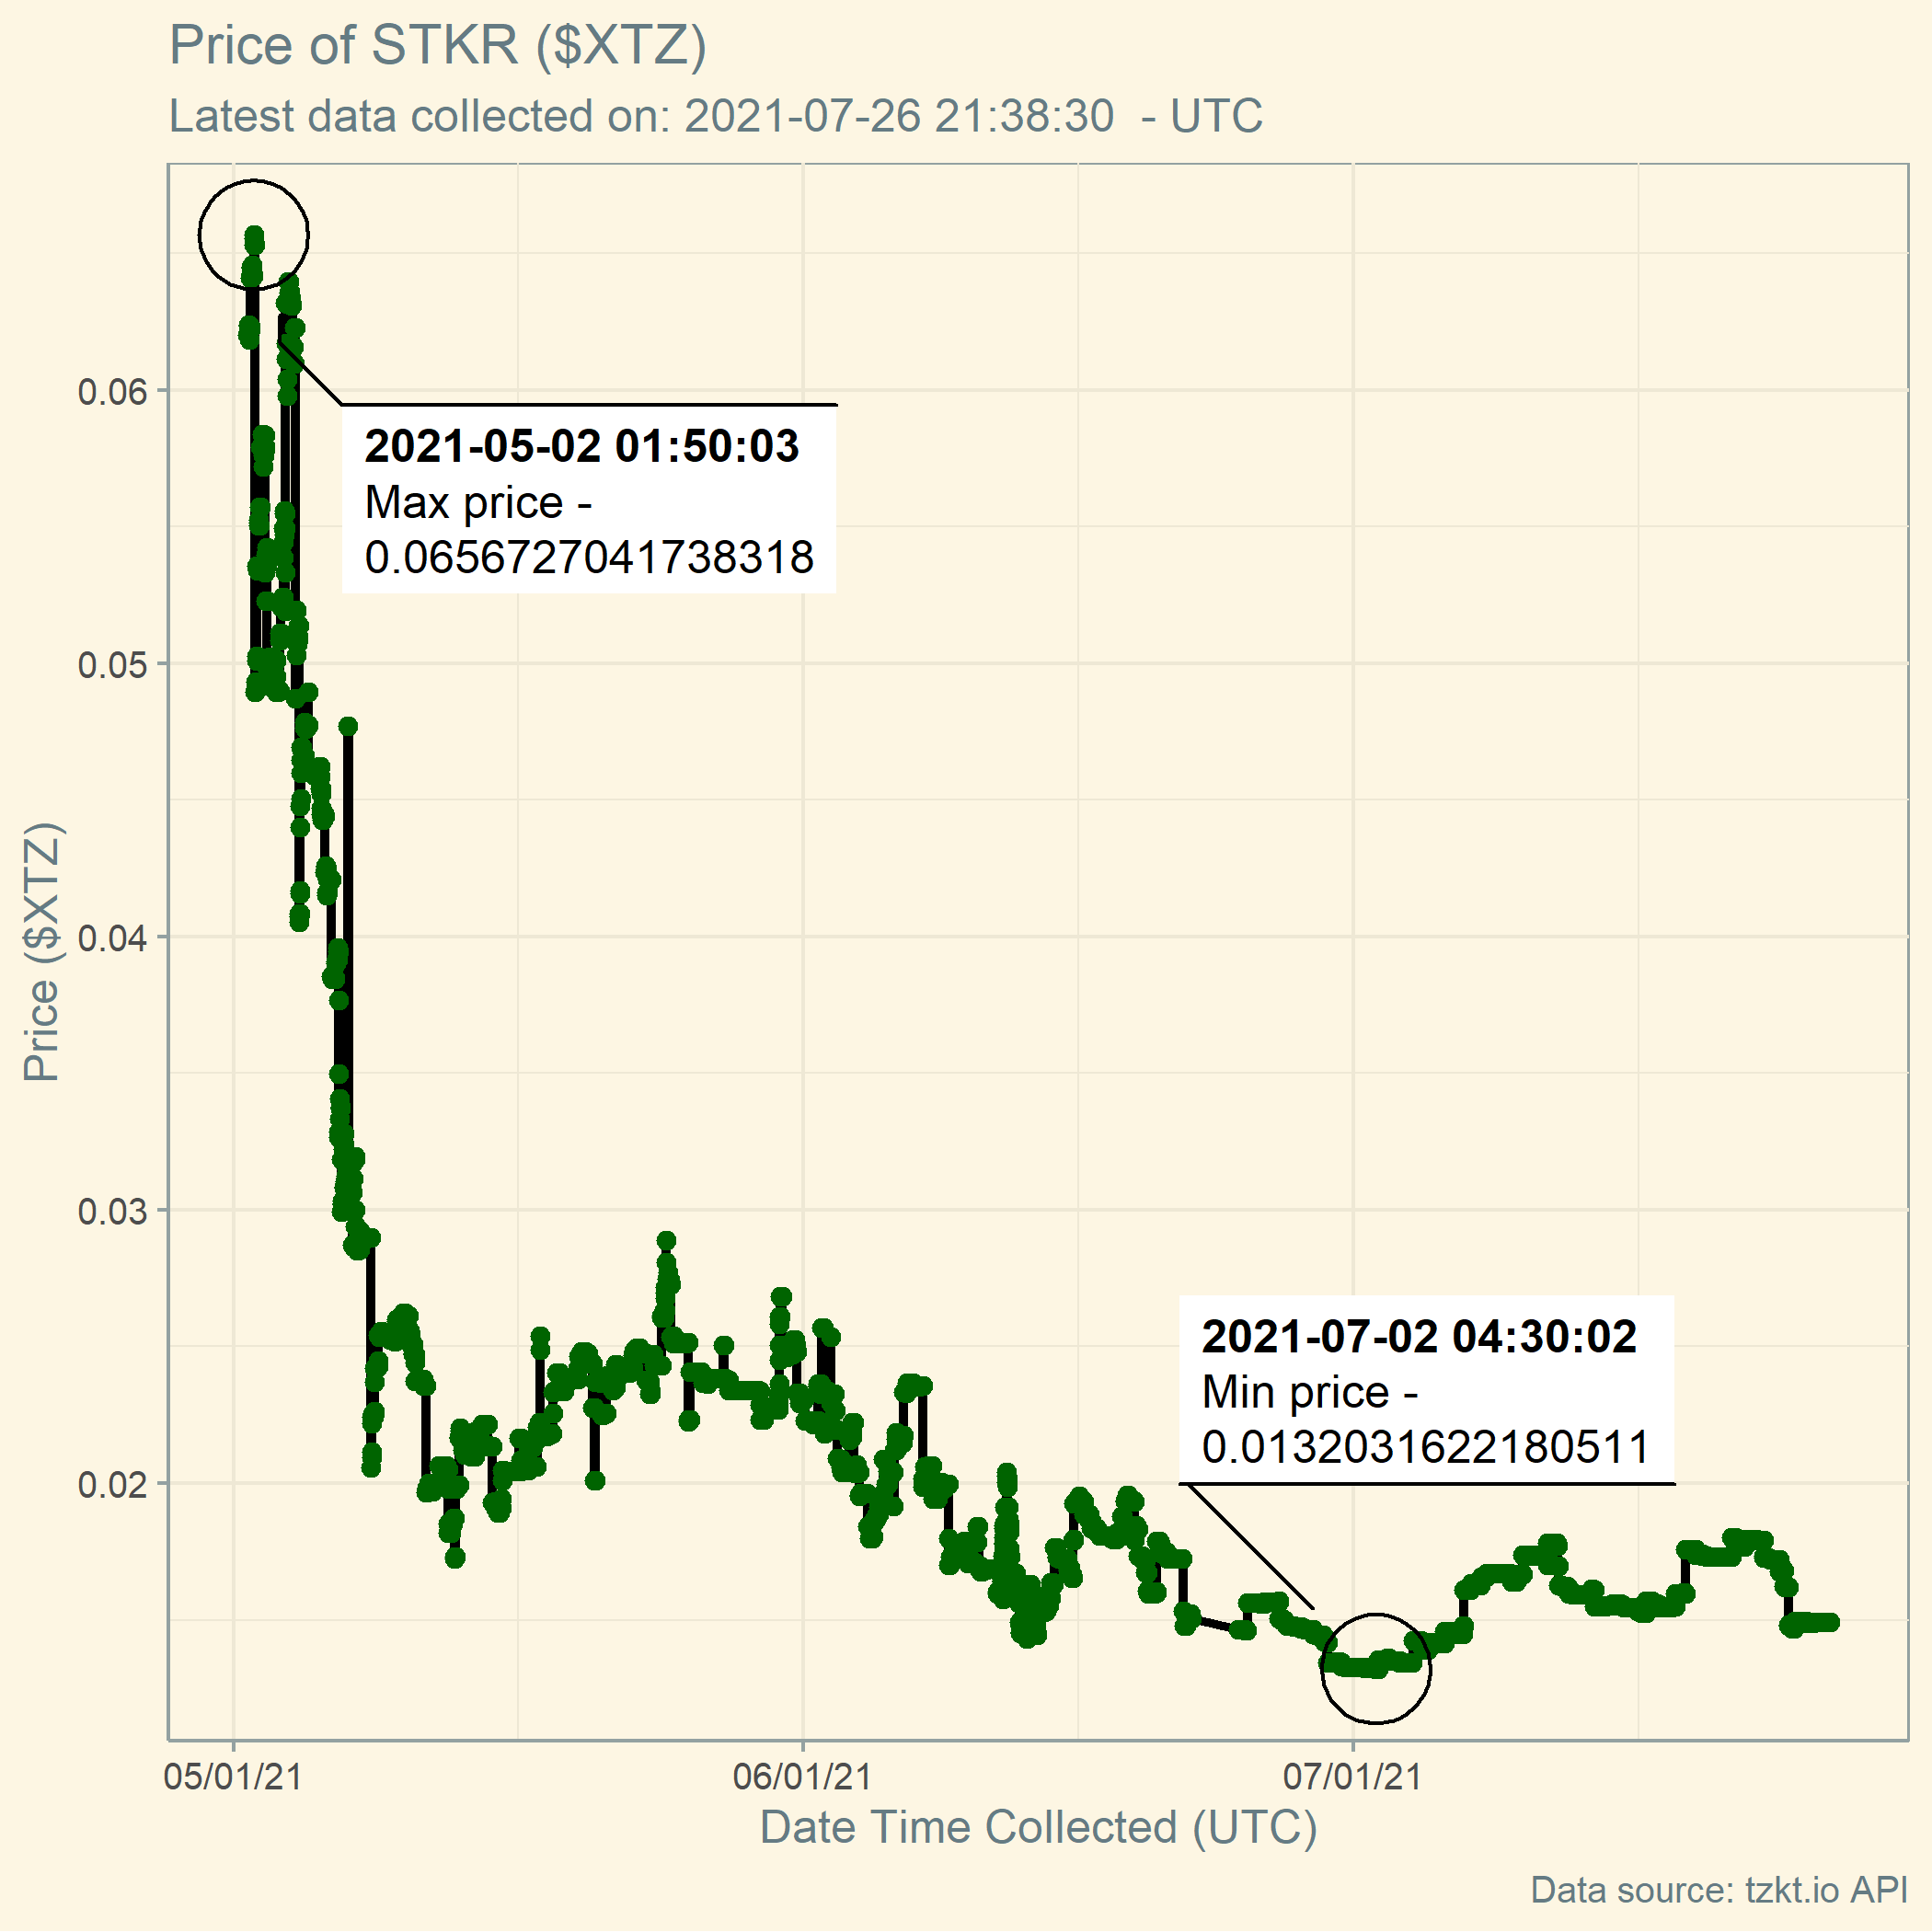 Price of STKR ($XTZ)
Latest data collected on: 2021-07-26 21:38:30  - UTC
0.06
0.05
0.04
0.03
0.02
Price ($XTZ)
2021-05-02 01:50:03
Max price -
0.0656727041738318
2021-07-02 04:30:02
Min price -
0.0132031622180511
05/01/21
06/01/21
07/01/21
Date Time Collected (UTC)
Data source: tzkt.io API